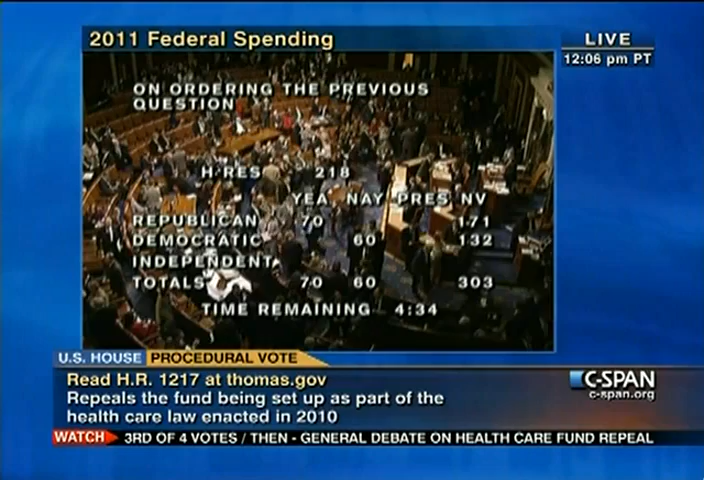 2011 Federal Spending
LIVE
12:06 pm PT
ON ORDERING THE PREVIOUS
QUESTION
H RES 218
YEA NAY PRES NV
REPUBLICAN 70 171
DEMOCRATIC 60 132
INDEPENDENT
TOTALS 70 60 303
TIME REMAINING 4:34
U.S. HOUSE PROCEDURAL VOTE
Read H.R. 1217 at thomas.gov
Repeals the fund being set up as part of the
health care law enacted in 2010
C-SPAN
c-span.org
WATCH 3RD OF 4 VOTES / THEN - GENERAL DEBATE ON HEALTH CARE FUND REPEAL